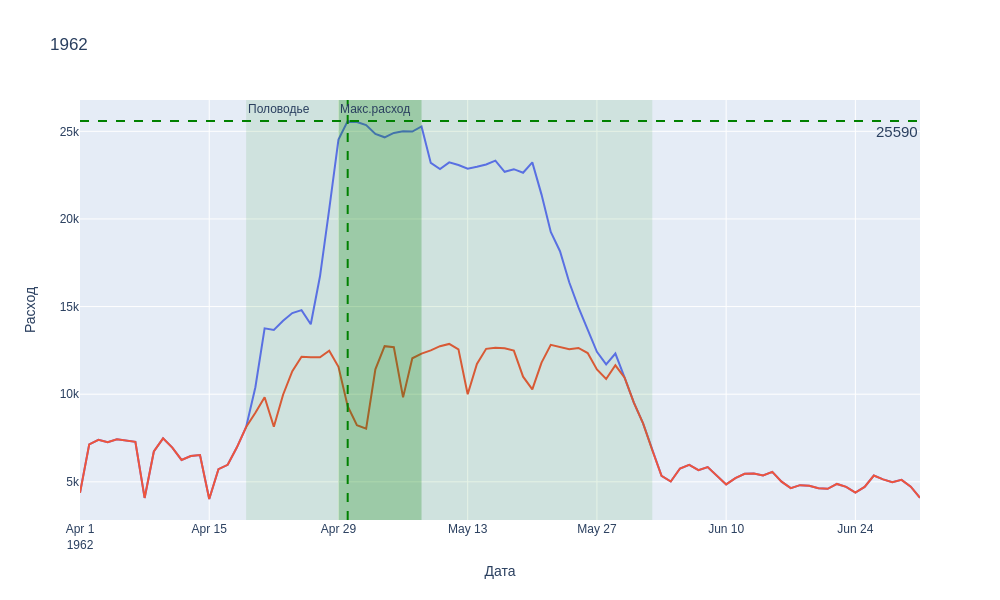 1962
Половодье
Макс.расход
25590
25k
20k
15k
10k
5k
Расход
Apr 1
1962
Apr 15
Apr 29
May 13
May 27
Jun 10
Jun 24
Дата